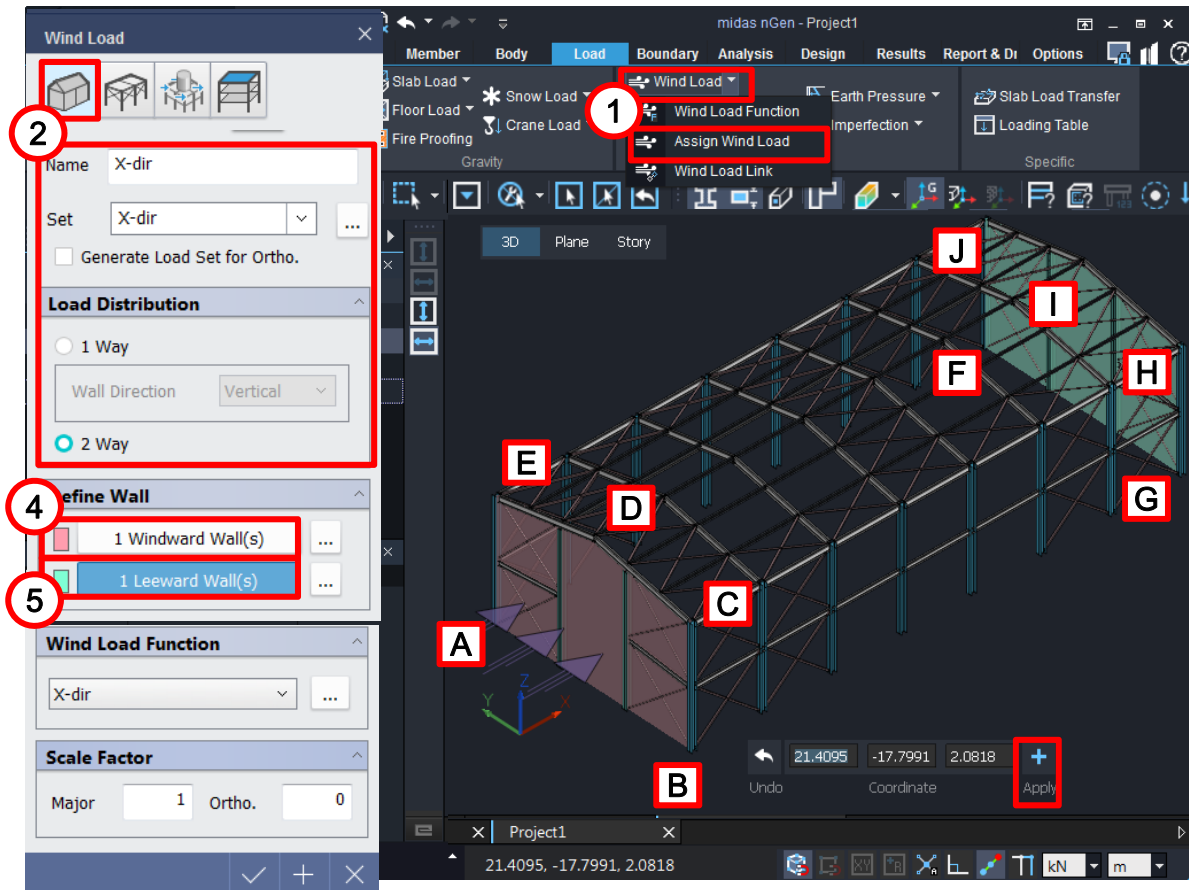 Wind Load
midas nGen - Project1
Member Body Load Boundary Analysis Design Results Report & Di Options
Slab Load
Floor Load
Fire Proofing
Snow Load
Crane Load
Gravity
Wind Load
Wind Load Function
Assign Wind Load
Wind Load Link
Earth Pressure
Imperfection
Slab Load Transfer
Loading Table
Specific
1
2
Name X-dir
Set X-dir ...
Generate Load Set for Ortho.
Load Distribution
1 Way
Wall Direction Vertical
2 Way
4
efine Wall
1 Windward Wall(s) ...
5
1 Leeward Wall(s) ...
Wind Load Function
X-dir ...
Scale Factor
Major 1 Ortho. 0
3D Plane Story
J
I
F
H
E
D
G
C
A
B
Z
Y
X
21.4095 -17.7991 2.0818
Undo Coordinate Apply
Project1
21.4095, -17.7991, 2.0818
kN m